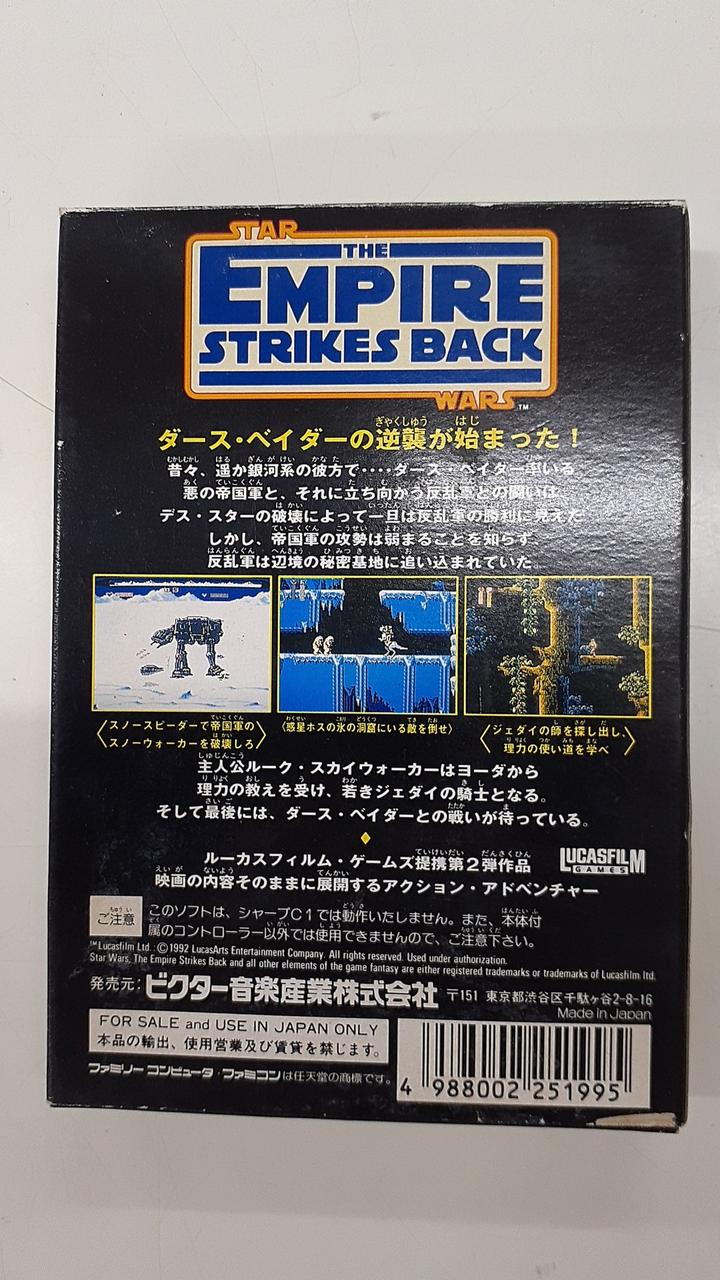 STAR
THE
EMPIRE
STRIKES BACK
WARS™
ダース・ベイダーの逆襲が始まった！
昔々、遥か銀河系の彼方で‥‥ダース・ベイダー率いる
悪の帝国軍と、それに立ち向かう反乱軍との闘いは、
デス・スターの破壊によって一旦は反乱軍の勝利に見えた
しかし、帝国軍の攻勢は弱まることを知らず、
反乱軍は辺境の秘密基地に追い込まれていた。
〈スノースピーダーで帝国軍の
スノーウォーカーを破壊しろ〉
〈惑星ホスの氷の洞窟にいる敵を倒せ〉
〈ジェダイの師を探し出し、
理力の使い道を学べ〉
主人公ルーク・スカイウォーカーはヨーダから
理力の教えを受け、若きジェダイの騎士となる。
そして最後には、ダース・ベイダーとの戦いが待っている。
ルーカスフィルム・ゲームズ提携第2弾作品
映画の内容そのままに展開するアクション・アドベンチャー
LUCASFILM
GAMES
ご注意
このソフトは、シャープC1では動作いたしません。また、本体付
属のコントローラー以外では使用できませんので、ご注意下さい。
™Lucasfilm Ltd.:©1992 LucasArts Entertainment Company. All rights reserved. Used under authorization.
Star Wars, The Empire Strikes Back and all other elements of the game fantasy are either registered trademarks or trademarks of Lucasfilm ltd.
発売元:ビクター音楽産業株式会社 〒151 東京都渋谷区千駄ヶ谷2-8-16
Made in Japan
FOR SALE and USE IN JAPAN ONLY
本品の輸出、使用営業及び賃貸を禁じます。
ファミリーコンピュータ・ファミコンは任天堂の商標です。
4 988002 251995